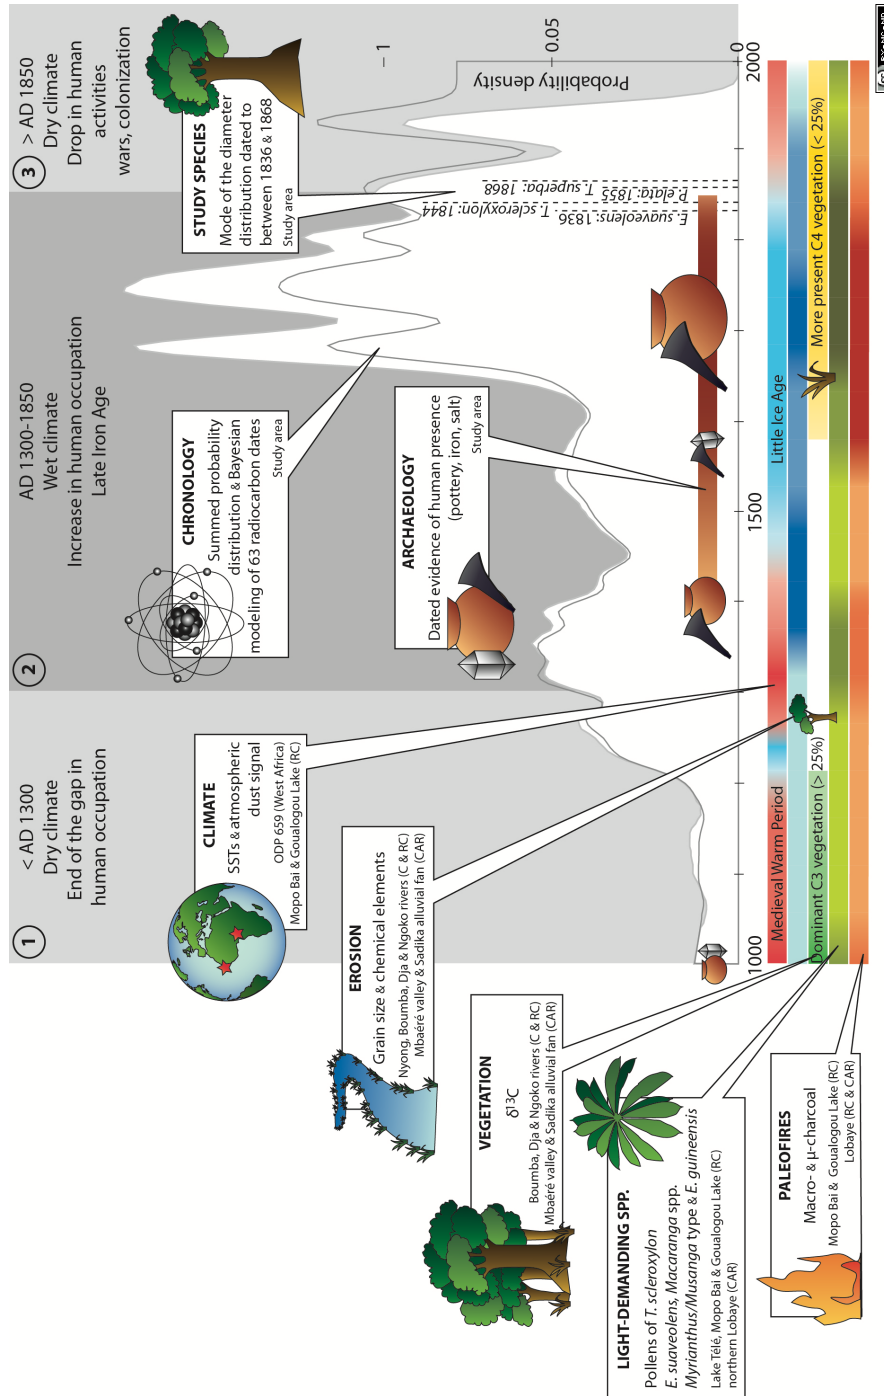 1
< AD 1300
Dry climate
End of the gap in
human occupation
2
AD 1300-1850
Wet climate
Increase in human occupation
Late Iron Age
3
> AD 1850
Dry climate
Drop in human
activities
wars, colonization
CLIMATE
SSTs & atmospheric
dust signal
ODP 659 (West Africa)
Mopo Bai & Goualogou Lake (RC)
CHRONOLOGY
Summed probability
distribution & Bayesian
modeling of 63 radiocarbon dates
Study area
STUDY SPECIES
Mode of the diameter
distribution dated to
between 1836 & 1868
Study area
EROSION
Grain size & chemical elements
Nyong, Boumba, Dja & Ngoko rivers (C & RC)
Mbaéré valley & Sadika alluvial fan (CAR)
ARCHAEOLOGY
Dated evidence of human presence
(pottery, iron, salt)
Study area
VEGETATION
δ13C
Boumba, Dja & Ngoko rivers (C & RC)
Mbaéré valley & Sadika alluvial fan (CAR)
LIGHT-DEMANDING SPP.
Pollens of T. scleroxylon
E. suaveolens, Macaranga spp.
Myrianthus/Musanga type & E. guineensis
Lake Télé, Mopo Bai & Goualogou Lake (RC)
northern Lobaye (CAR)
PALEOFIRES
Macro- & μ-charcoal
Mopo Bai & Goualogou Lake (RC)
Lobaye (RC & CAR)
1
0.05
0
Probability density
T. superba: 1868
P. elata: 1855
T. scleroxylon: 1844
E. suaveolens: 1836
1000
1500
2000
Medieval Warm Period
Little Ice Age
Dominant C3 vegetation (> 25%)
More present C4 vegetation (< 25%)